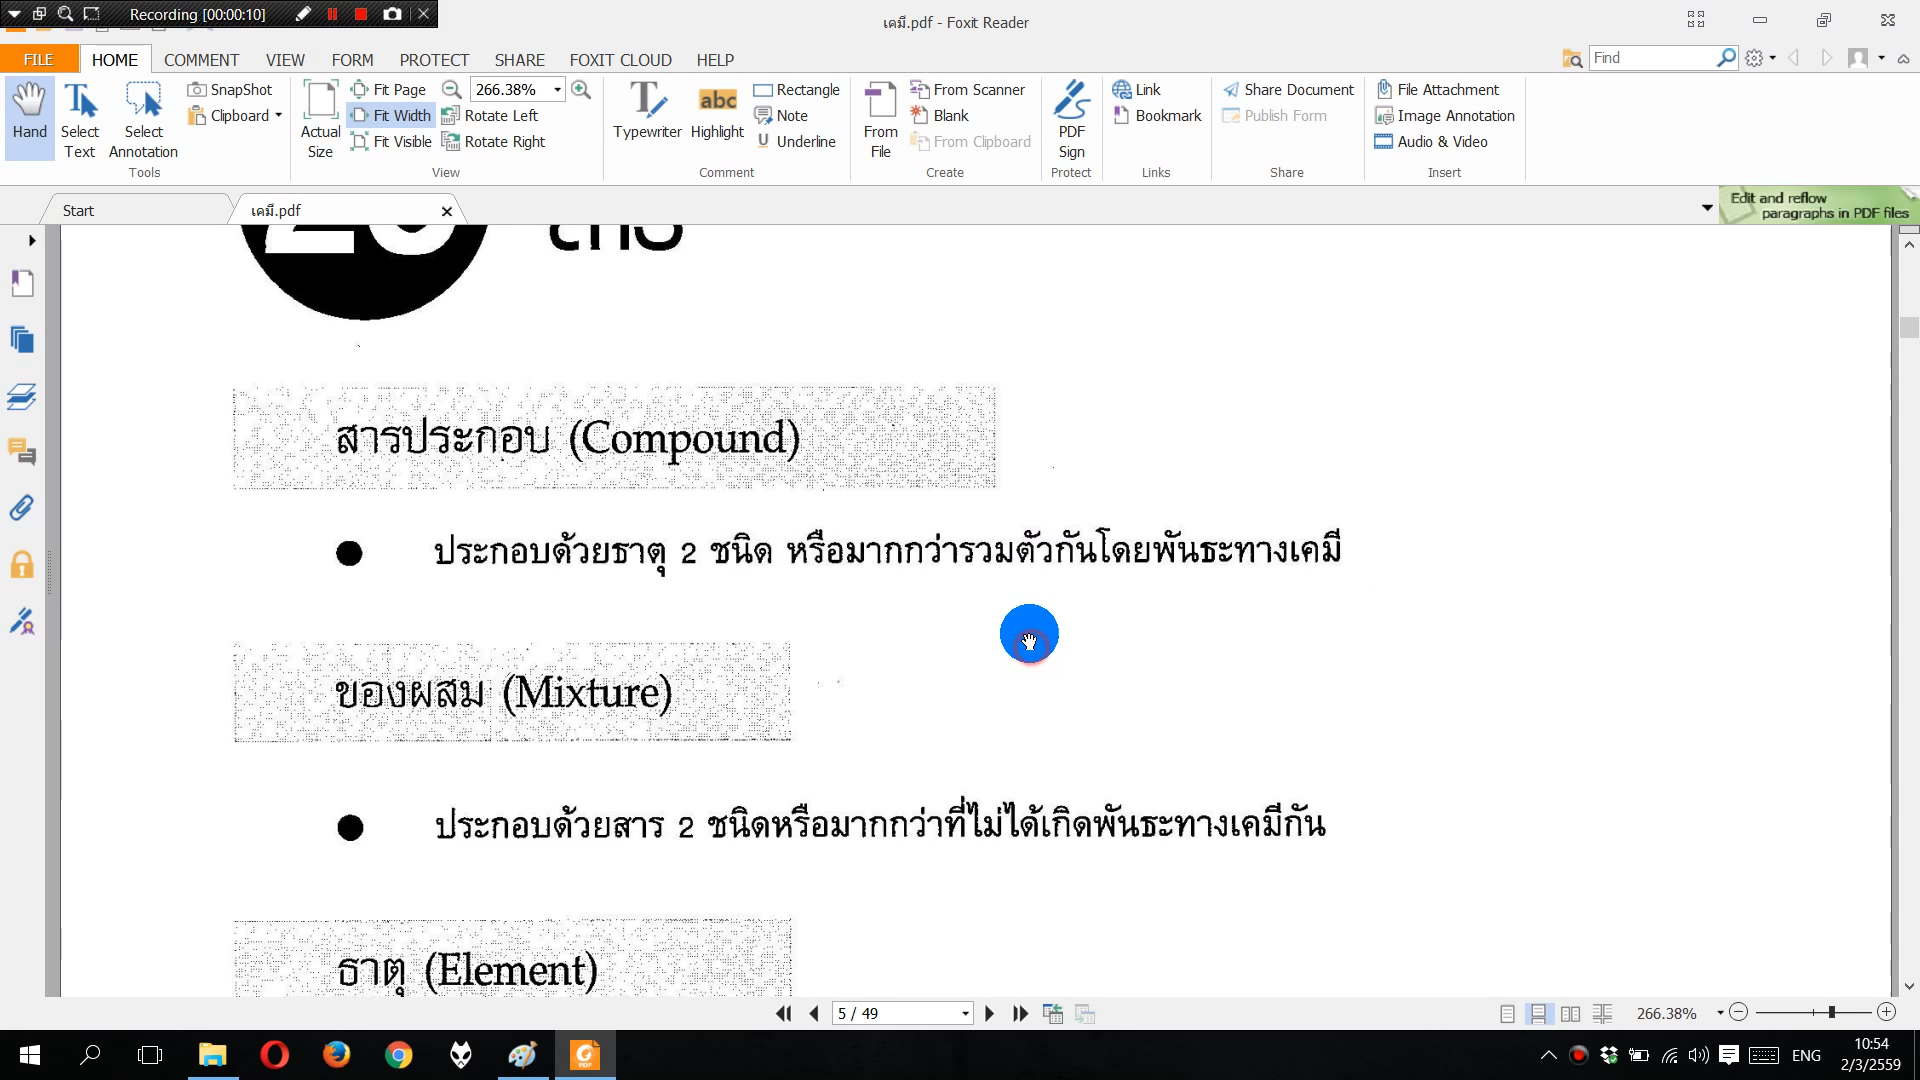 Recording [00:00:10]
เคมี.pdf - Foxit Reader
FILE HOME COMMENT VIEW FORM PROTECT SHARE FOXIT CLOUD HELP
Find
Hand
Select Text
Select Annotation
SnapShot
Clipboard
Tools
Actual Size
Fit Page
Fit Width
Fit Visible
266.38%
Rotate Left
Rotate Right
View
Typewriter
Highlight
Rectangle
Note
Underline
Comment
From File
From Scanner
Blank
From Clipboard
Create
PDF Sign
Protect
Link
Bookmark
Links
Share Document
Publish Form
Share
File Attachment
Image Annotation
Audio & Video
Insert
Start
เคมี.pdf
Edit and reflow
paragraphs in PDF files
สารประกอบ (Compound)
ประกอบด้วยธาตุ 2 ชนิด หรือมากกว่ารวมตัวกันโดยพันธะทางเคมี
ของผสม (Mixture)
ประกอบด้วยสาร 2 ชนิดหรือมากกว่าที่ไม่ได้เกิดพันธะทางเคมีกัน
ธาตุ (Element)
5 / 49
266.38%
ENG
10:54
2/3/2559